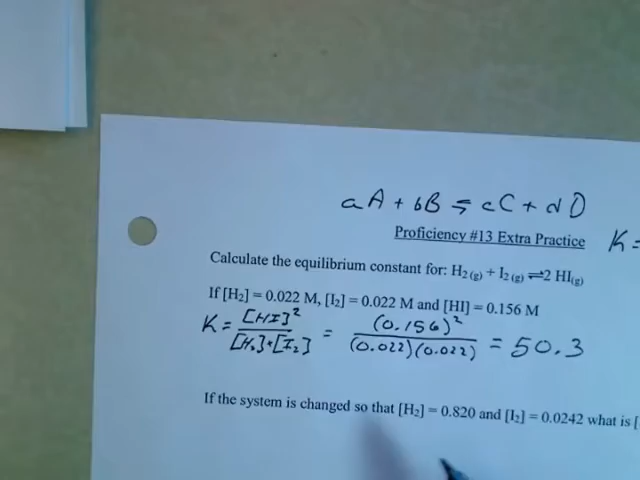 aA + bB ⇋ cC + dD
Proficiency #13 Extra Practice K=
Calculate the equilibrium constant for: H₂ (g) + I₂ (g) ⇌2 HI(g)
If [H₂] = 0.022 M, [I₂] = 0.022 M and [HI] = 0.156 M
K = [HI]² / [H₂]*[I₂] = (0.156)² / (0.022)(0.022) = 50.3
If the system is changed so that [H₂] = 0.820 and [I₂] = 0.0242 what is [